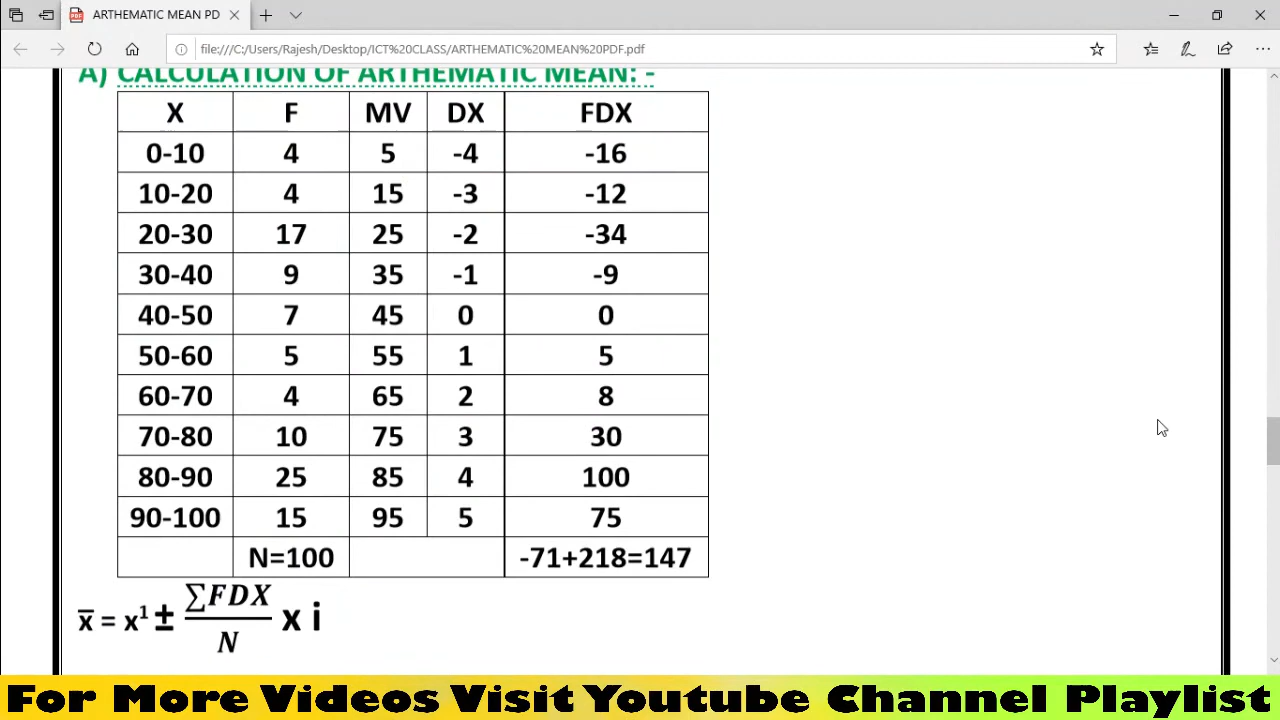 ARTHEMATIC MEAN PD
file:///C:/Users/Rajesh/Desktop/ICT%20CLASS/ARTHEMATIC%20MEAN%20PDF.pdf
A) CALCULATION OF ARTHEMATIC MEAN: -
X F MV DX FDX
0-10 4 5 -4 -16
10-20 4 15 -3 -12
20-30 17 25 -2 -34
30-40 9 35 -1 -9
40-50 7 45 0 0
50-60 5 55 1 5
60-70 4 65 2 8
70-80 10 75 3 30
80-90 25 85 4 100
90-100 15 95 5 75
N=100 -71+218=147
x̅ = x¹ ± ∑FDX/N x i
For More Videos Visit Youtube Channel Playlist